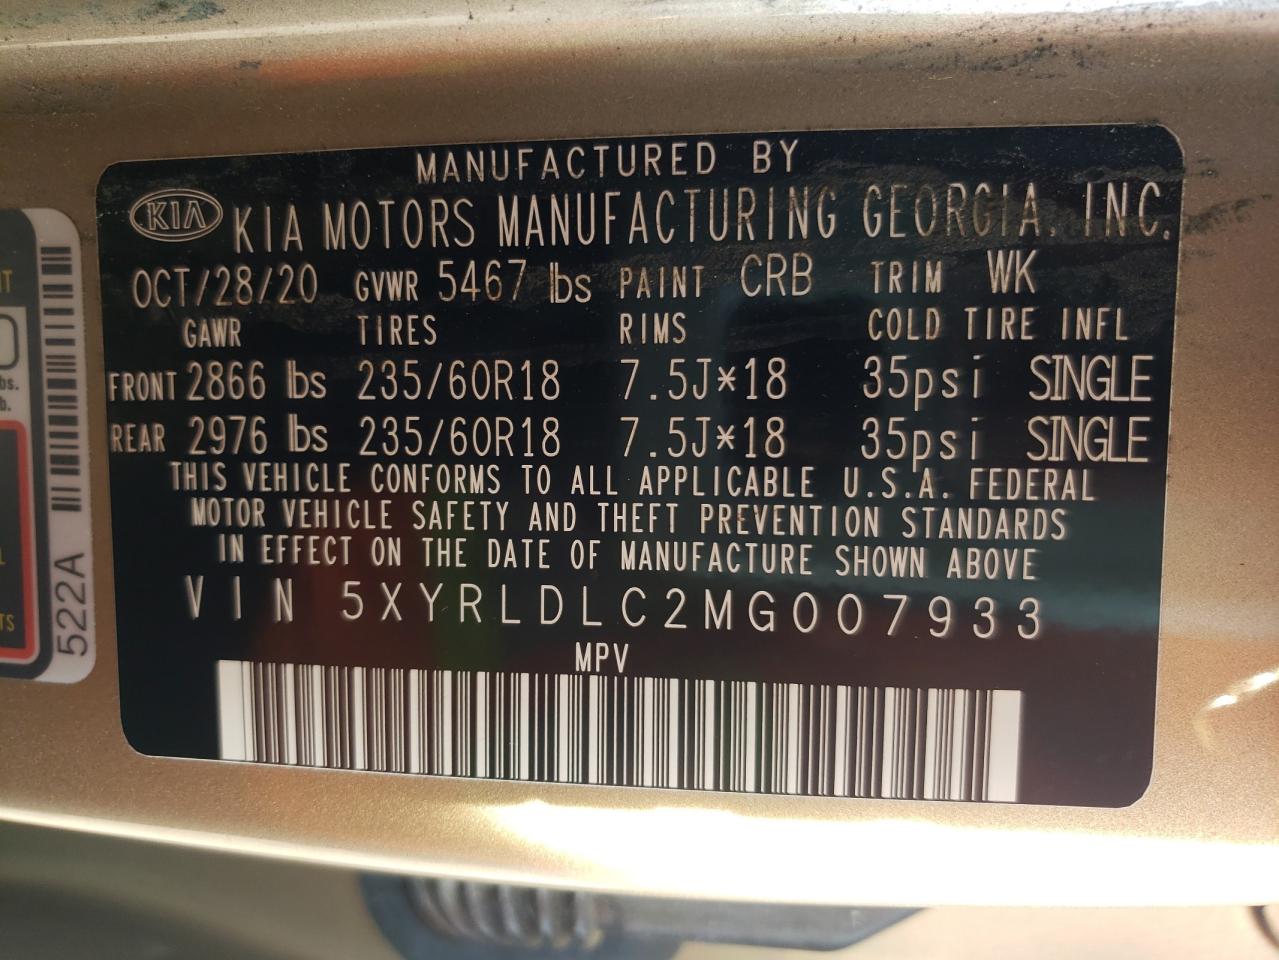 MANUFACTURED BY
KIA KIA MOTORS MANUFACTURING GEORGIA, INC.
OCT/28/20 GVWR 5467 lbs PAINT CRB TRIM WK
GAWR TIRES RIMS COLD TIRE INFL
FRONT 2866 lbs 235/60R18 7.5J*18 35psi SINGLE
REAR 2976 lbs 235/60R18 7.5J*18 35psi SINGLE
THIS VEHICLE CONFORMS TO ALL APPLICABLE U.S.A. FEDERAL
MOTOR VEHICLE SAFETY AND THEFT PREVENTION STANDARDS
IN EFFECT ON THE DATE OF MANUFACTURE SHOWN ABOVE
VIN 5XYRLDLC2MG007933
MPV
522A